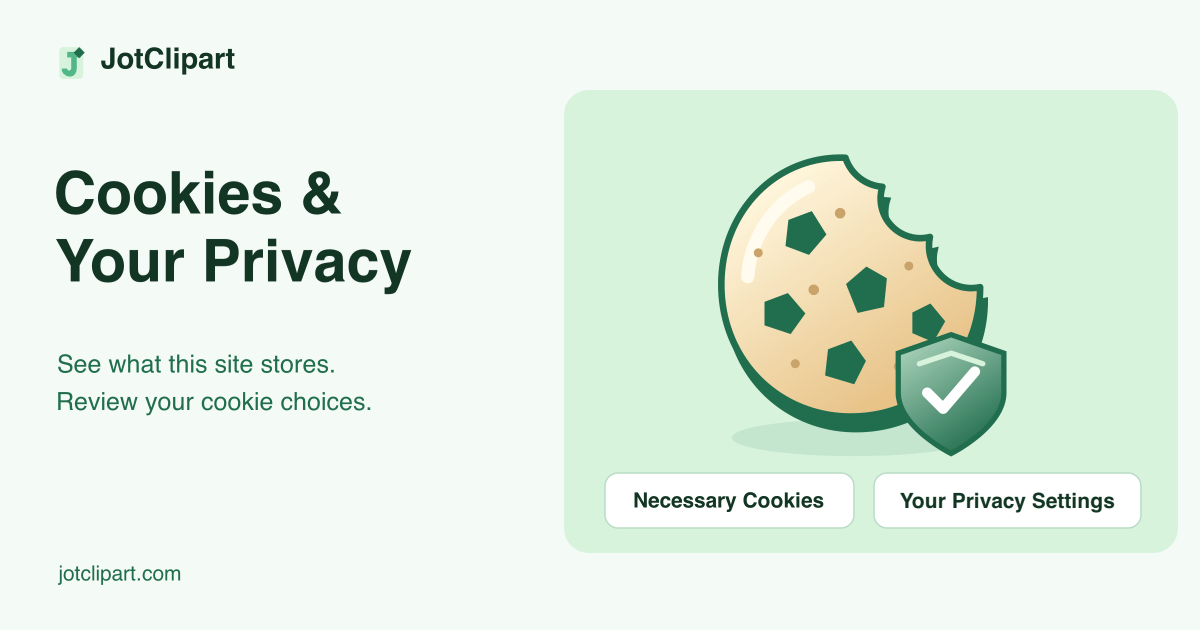 JotClipart
Cookies &
Your Privacy
See what this site stores.
Review your cookie choices.
Necessary Cookies
Your Privacy Settings
jotclipart.com